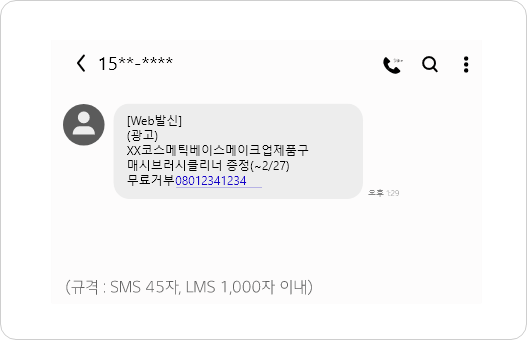 15**-****
[Web발신]
(광고)
XX코스메틱베이스메이크업제품구
매시브러시클리너 증정(~2/27)
무료거부08012341234
오후 1:29
(규격 : SMS 45자, LMS 1,000자 이내)